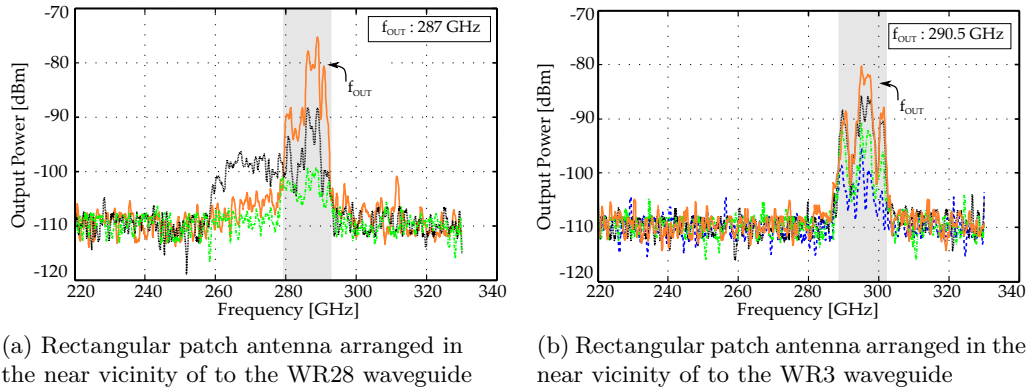 -70
-80
-90
-100
-110
-120
Output Power [dBm]
f_OUT : 287 GHz
f_OUT
220 240 260 280 300 320 340
Frequency [GHz]
(a) Rectangular patch antenna arranged in
the near vicinity of to the WR28 waveguide
-70
-80
-90
-100
-110
-120
Output Power [dBm]
f_OUT : 290.5 GHz
f_OUT
220 240 260 280 300 320 340
Frequency [GHz]
(b) Rectangular patch antenna arranged in the
near vicinity of to the WR3 waveguide